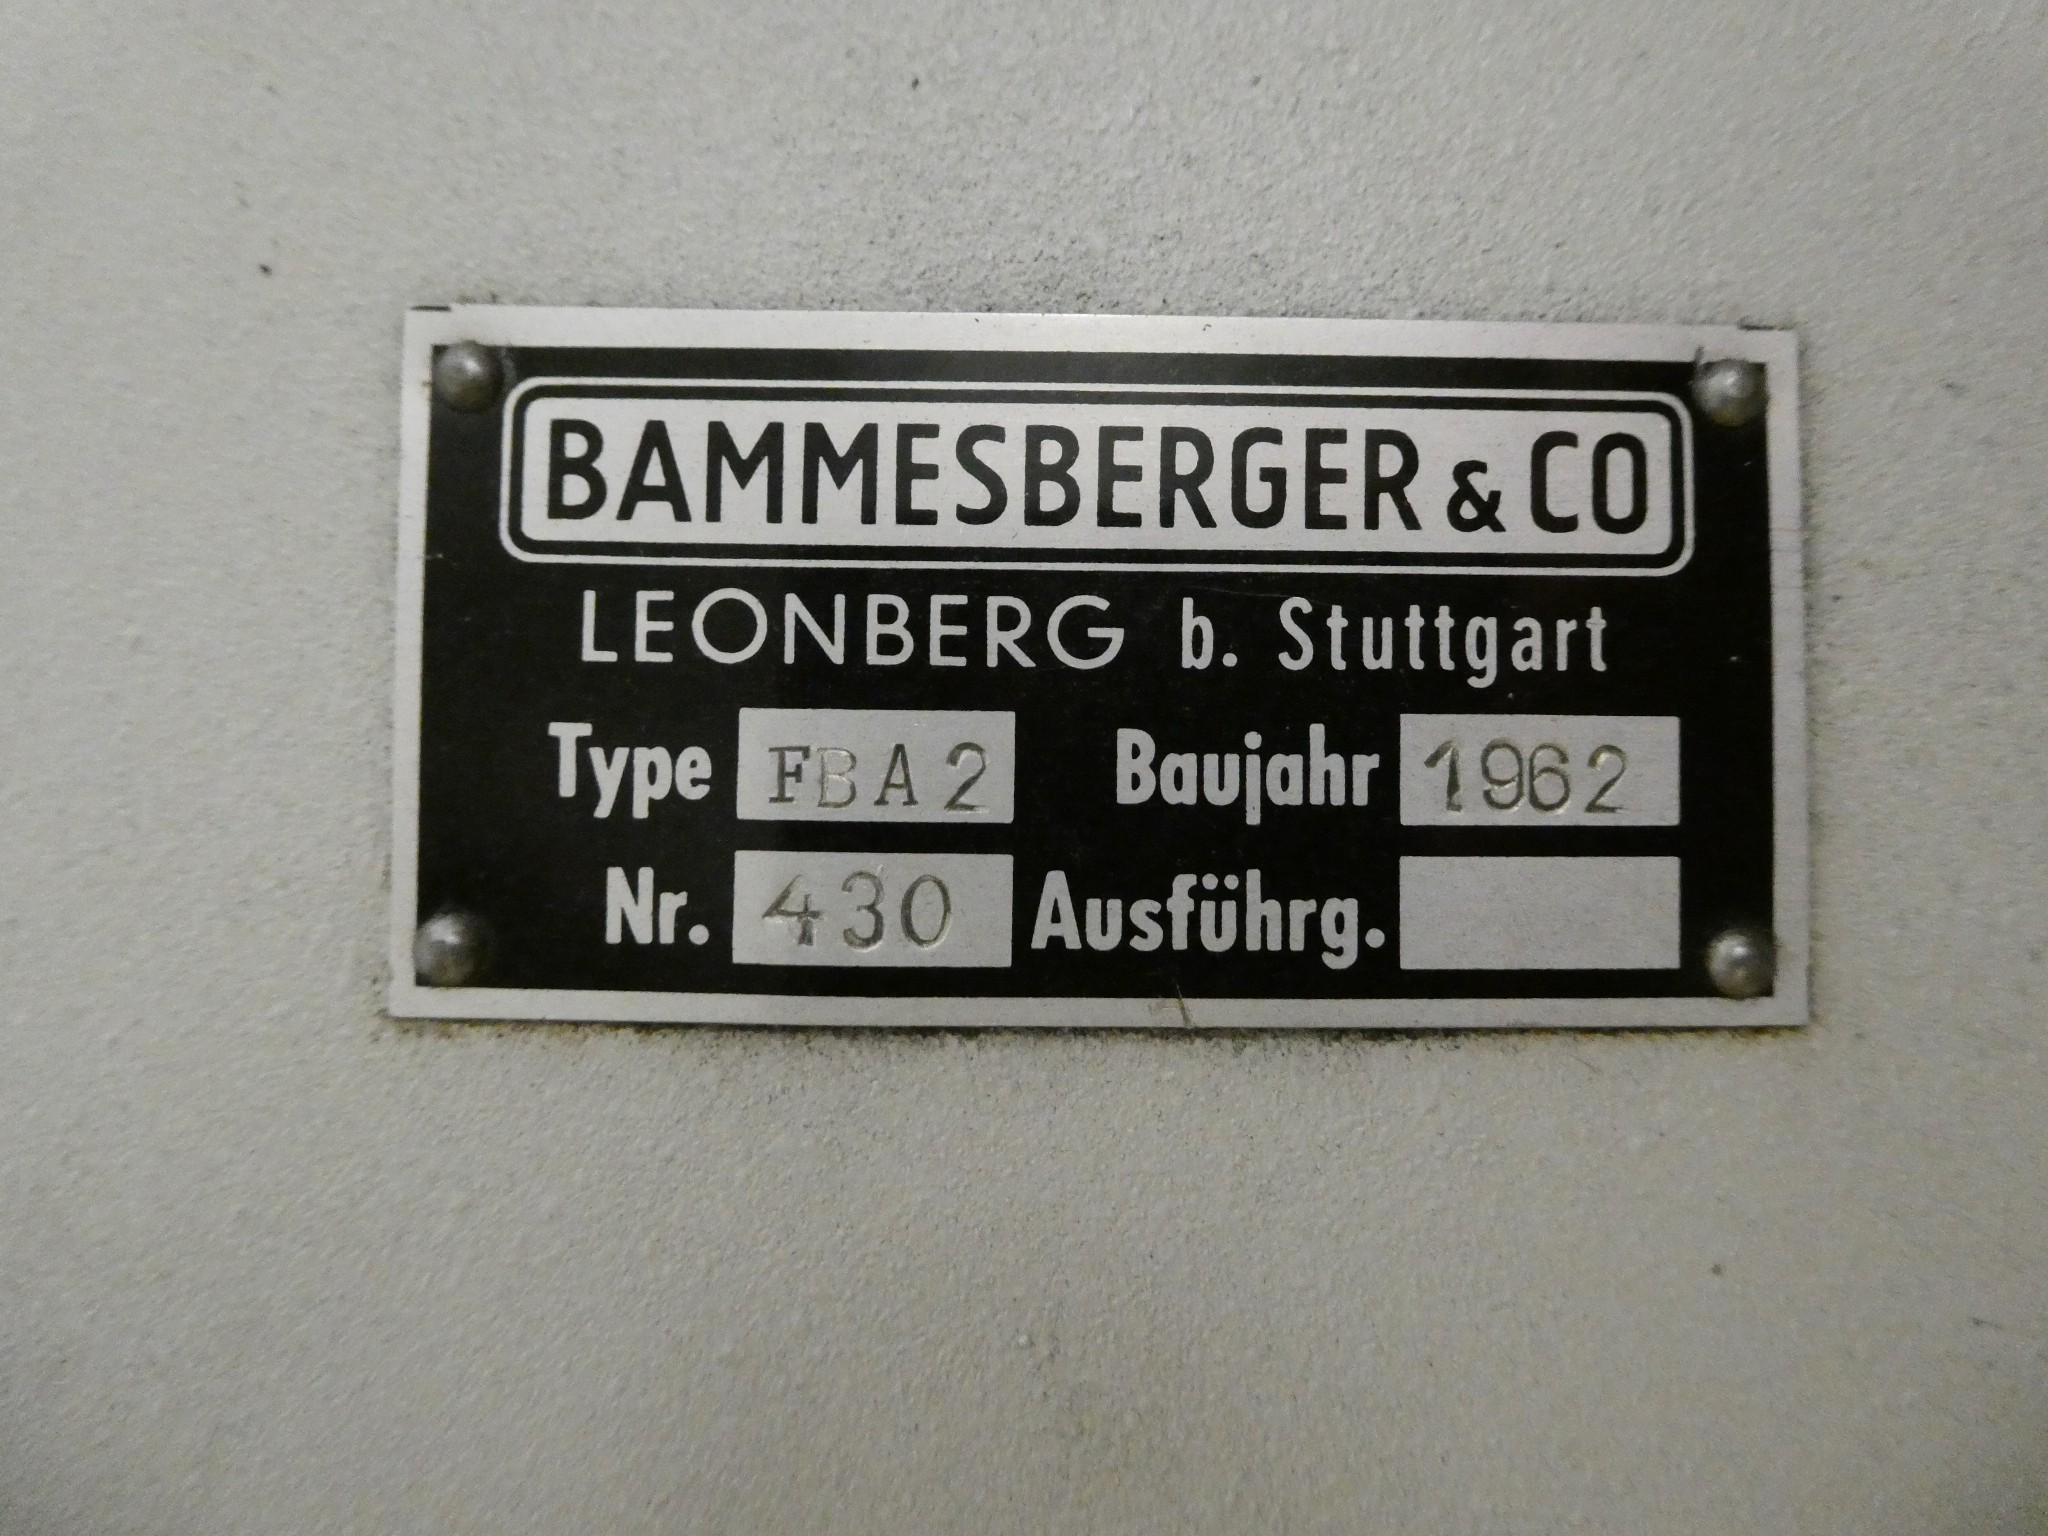 BAMMESBERGER & CO
LEONBERG b. Stuttgart
Type FBA2 Baujahr 1962
Nr. 430 Ausführg.